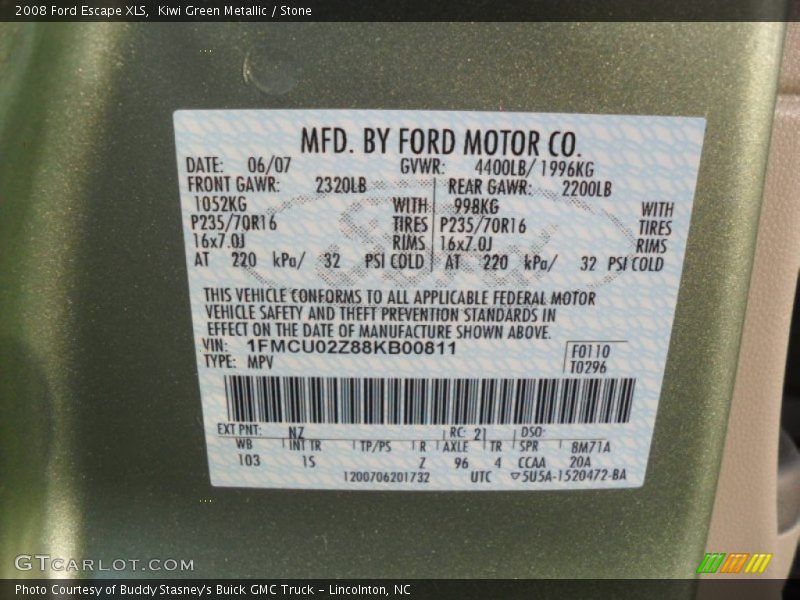 2008 Ford Escape XLS, Kiwi Green Metallic / Stone
MFD. BY FORD MOTOR CO.
DATE: 06/07 GVWR: 4400LB/ 1996KG
FRONT GAWR: 2320LB REAR GAWR: 2200LB
1052KG WITH 998KG WITH
P235/70R16 TIRES P235/70R16 TIRES
16x7.0J RIMS 16x7.0J RIMS
AT 220 kPa/ 32 PSI COLD AT 220 kPa/ 32 PSI COLD
THIS VEHICLE CONFORMS TO ALL APPLICABLE FEDERAL MOTOR
VEHICLE SAFETY AND THEFT PREVENTION STANDARDS IN
EFFECT ON THE DATE OF MANUFACTURE SHOWN ABOVE.
VIN: 1FMCU02Z88KB00811 F0110
TYPE: MPV T0296
EXT PNT: NZ RC: 21 DSO:
WB INT TR TP/PS R AXLE TR SPR 8M71A
103 IS Z 96 4 CCAA 20A
1200706201732 UTC 5U5A-1520472-BA
GTCARLOT.COM
Photo Courtesy of Buddy Stasney's Buick GMC Truck - Lincolnton, NC